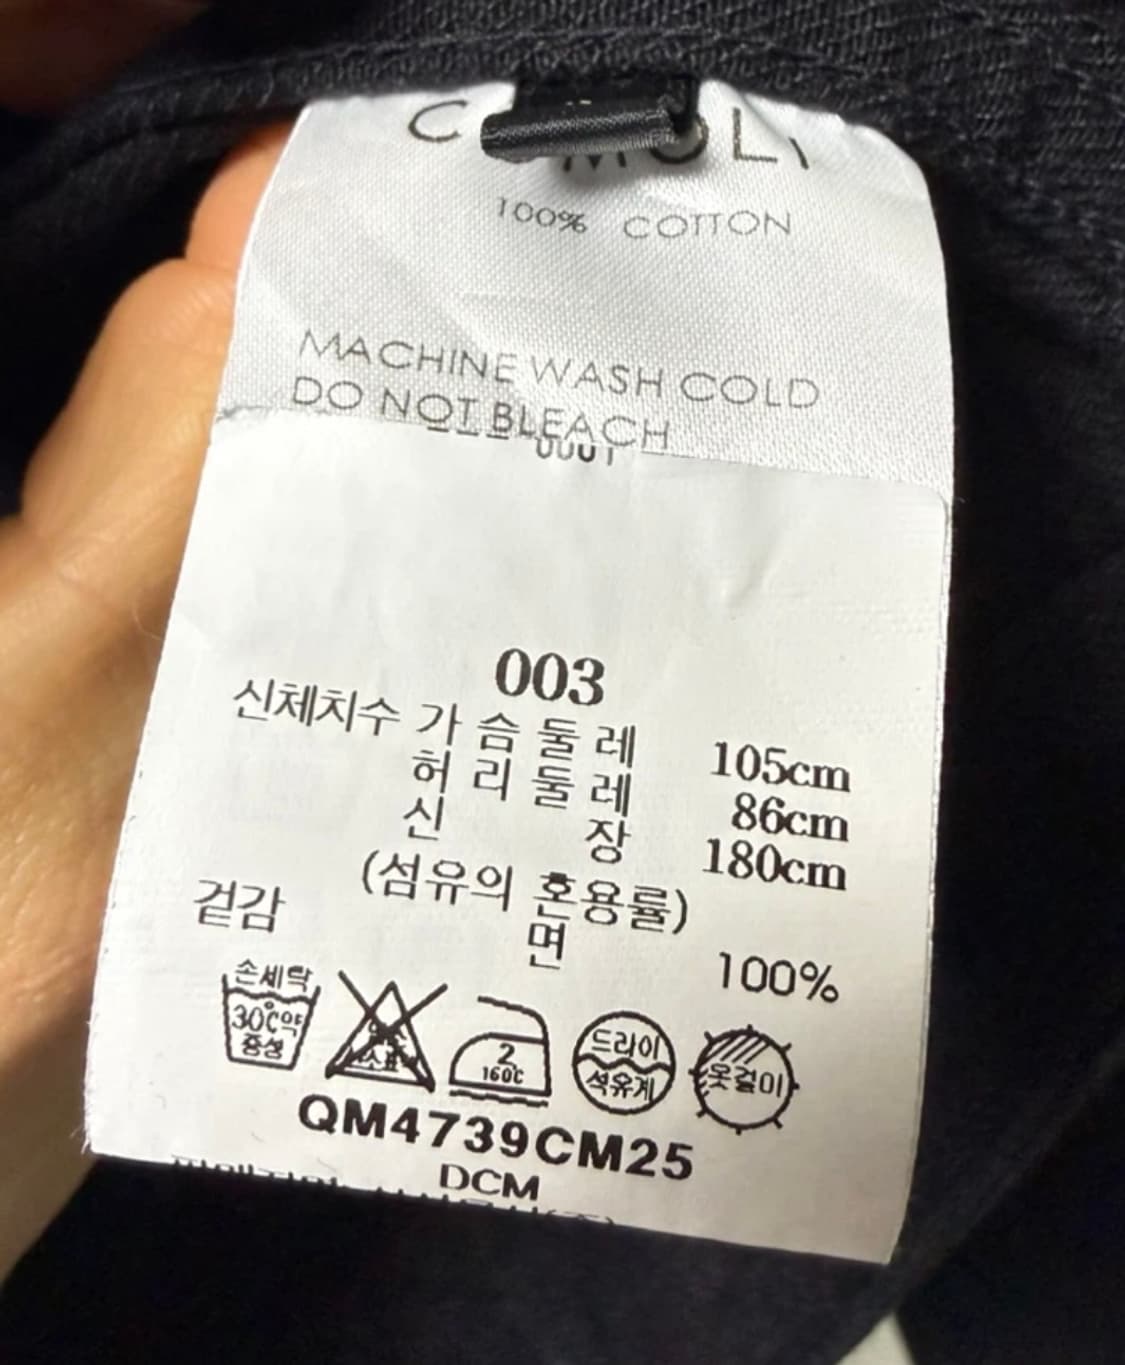 COMOLI
100% COTTON
MACHINE WASH COLD
DO NOT BLEACH
0001
003
신체치수 가슴둘레 105cm
허리둘레 86cm
신장 180cm
(섬유의 혼용률)
겉감 면 100%
손세탁
30℃약
중성
2
160℃
드라이
석유계
옷걸이
QM4739CM25
DCM